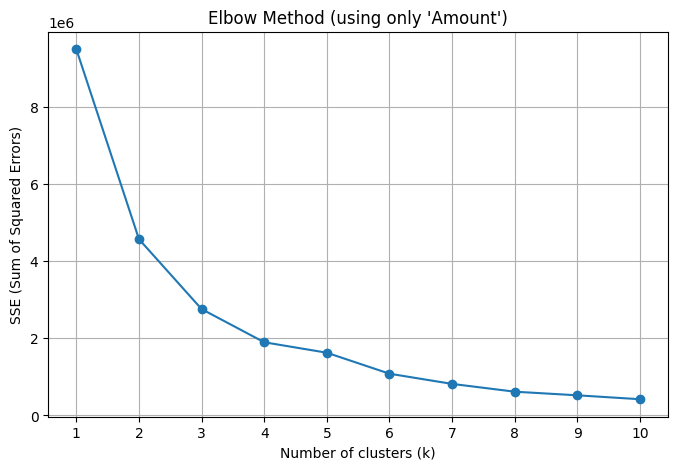 Elbow Method (using only 'Amount')
1e6
8
6
4
2
0
SSE (Sum of Squared Errors)
1 2 3 4 5 6 7 8 9 10
Number of clusters (k)